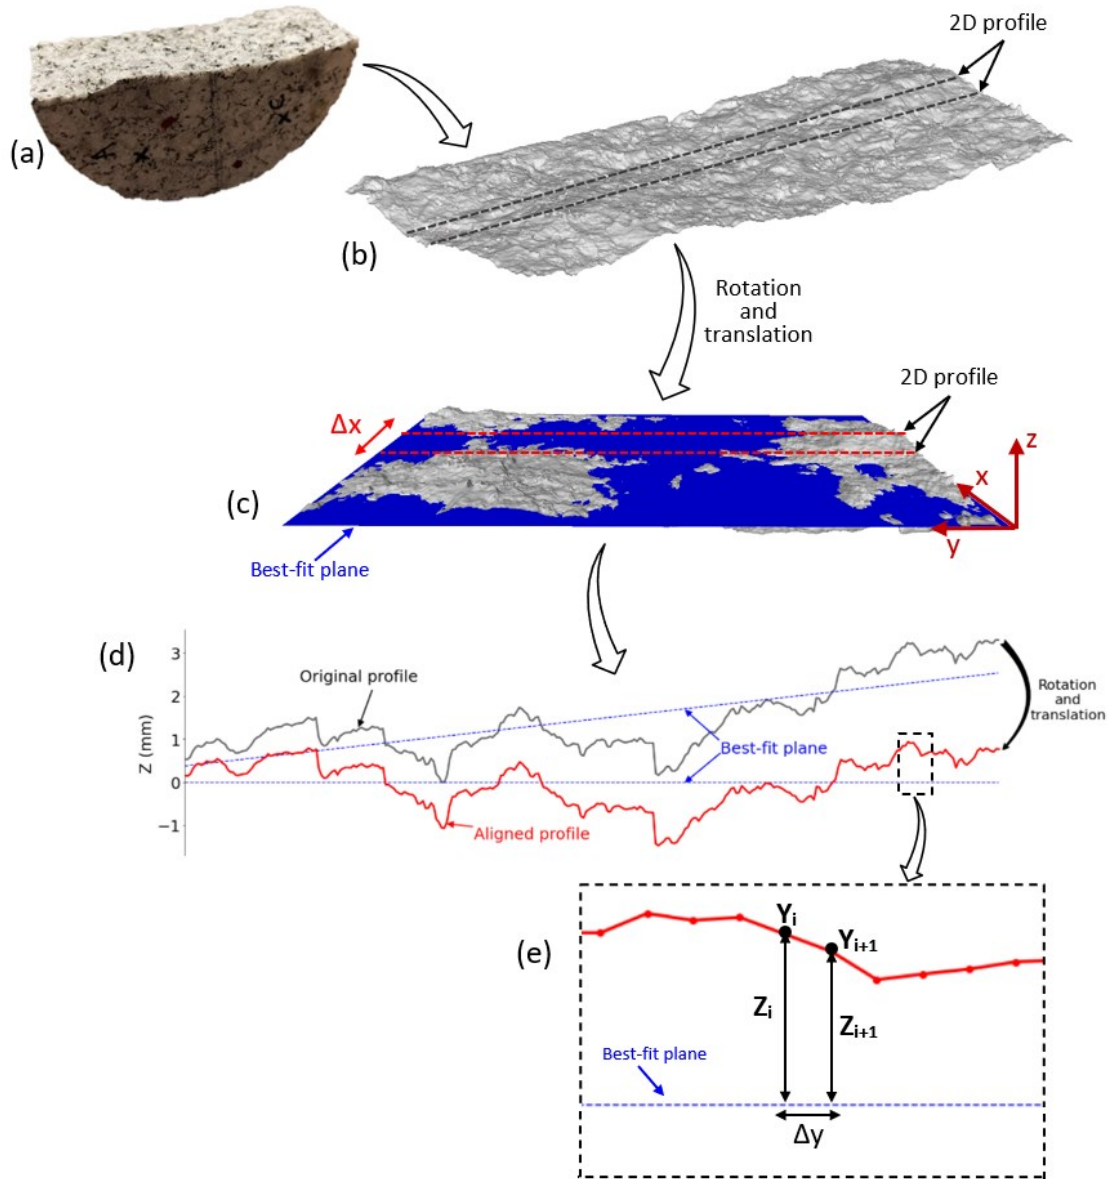 2D profile
(a)
(b)
Rotation
and
translation
2D profile
Δx
z
x
(c)
y
Best-fit plane
(d)
3
Original profile
2
Rotation
and
translation
Z (mm)
1
Best-fit plane
0
−1
Aligned profile
Yi
(e)
Yi+1
Zi
Zi+1
Best-fit plane
Δy